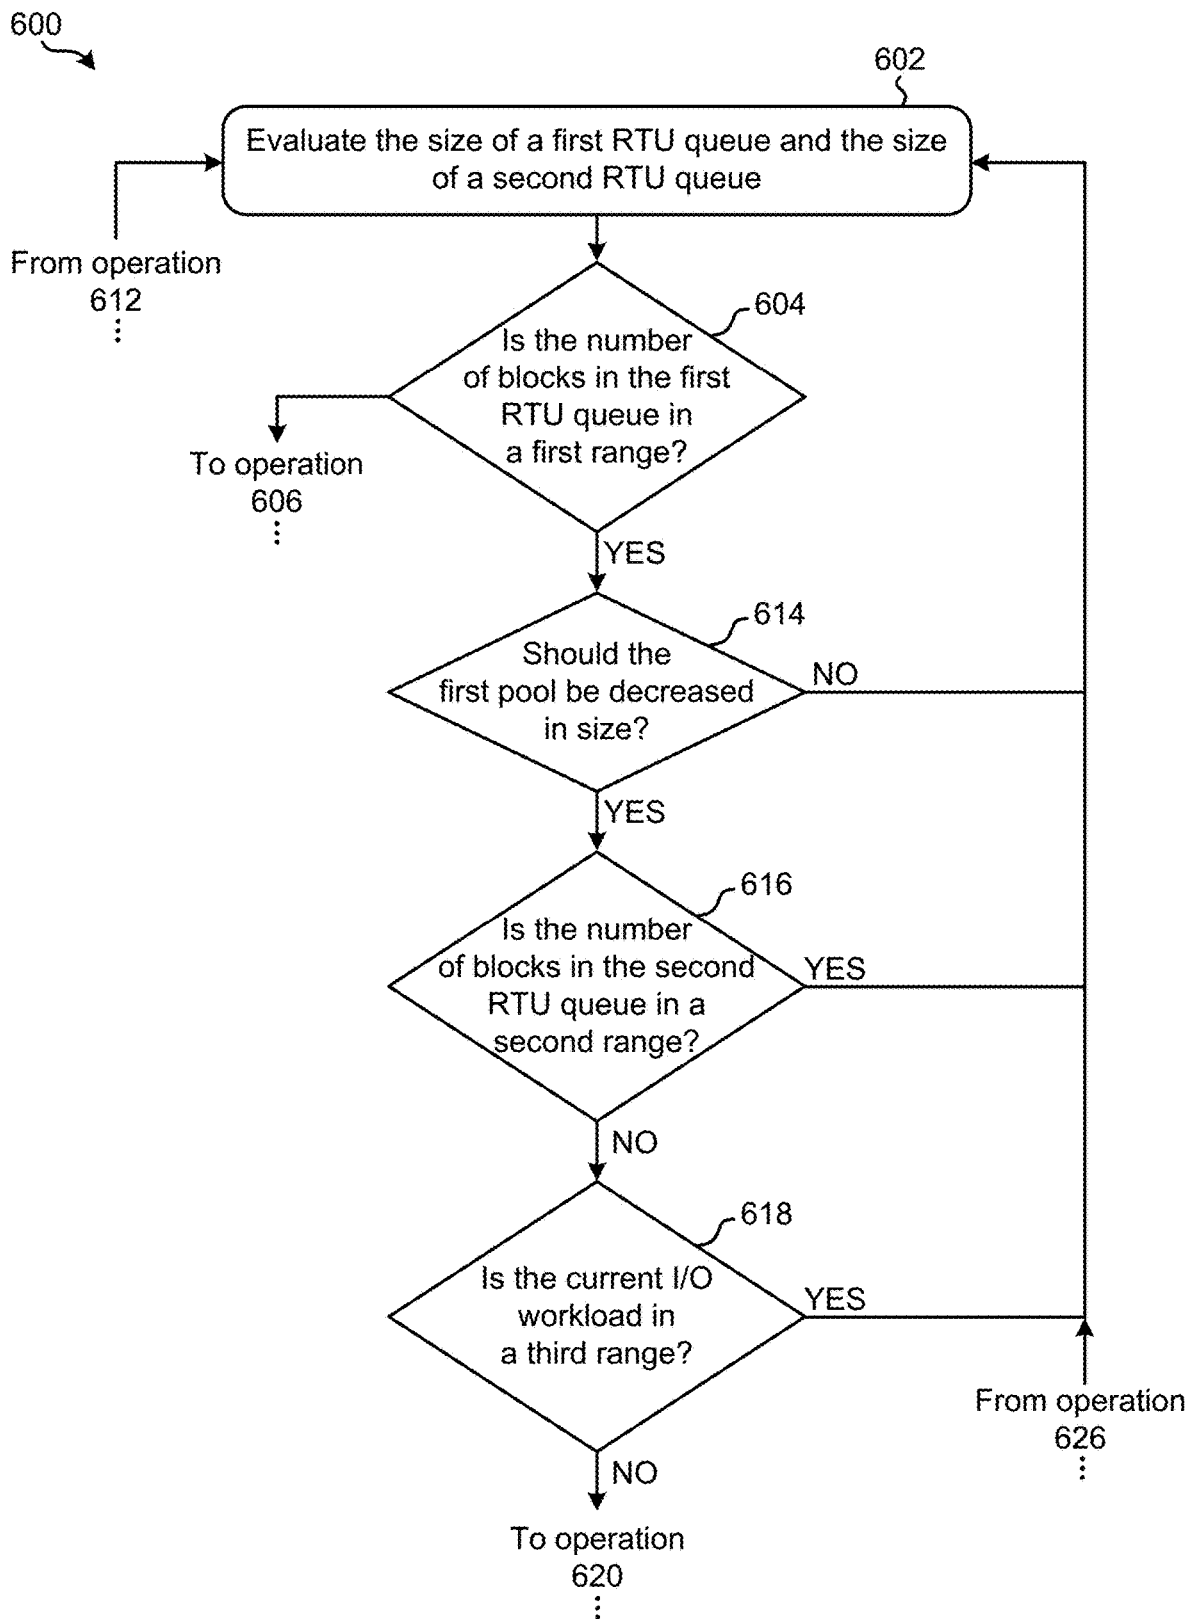 600
602
Evaluate the size of a first RTU queue and the size
of a second RTU queue
From operation
612
⋮
604
Is the number
of blocks in the first
RTU queue in
a first range?
To operation
606
⋮
YES
614
Should the
first pool be decreased
in size?
NO
YES
616
Is the number
of blocks in the second
RTU queue in a
second range?
YES
NO
618
Is the current I/O
workload in
a third range?
YES
From operation
626
⋮
NO
To operation
620
⋮